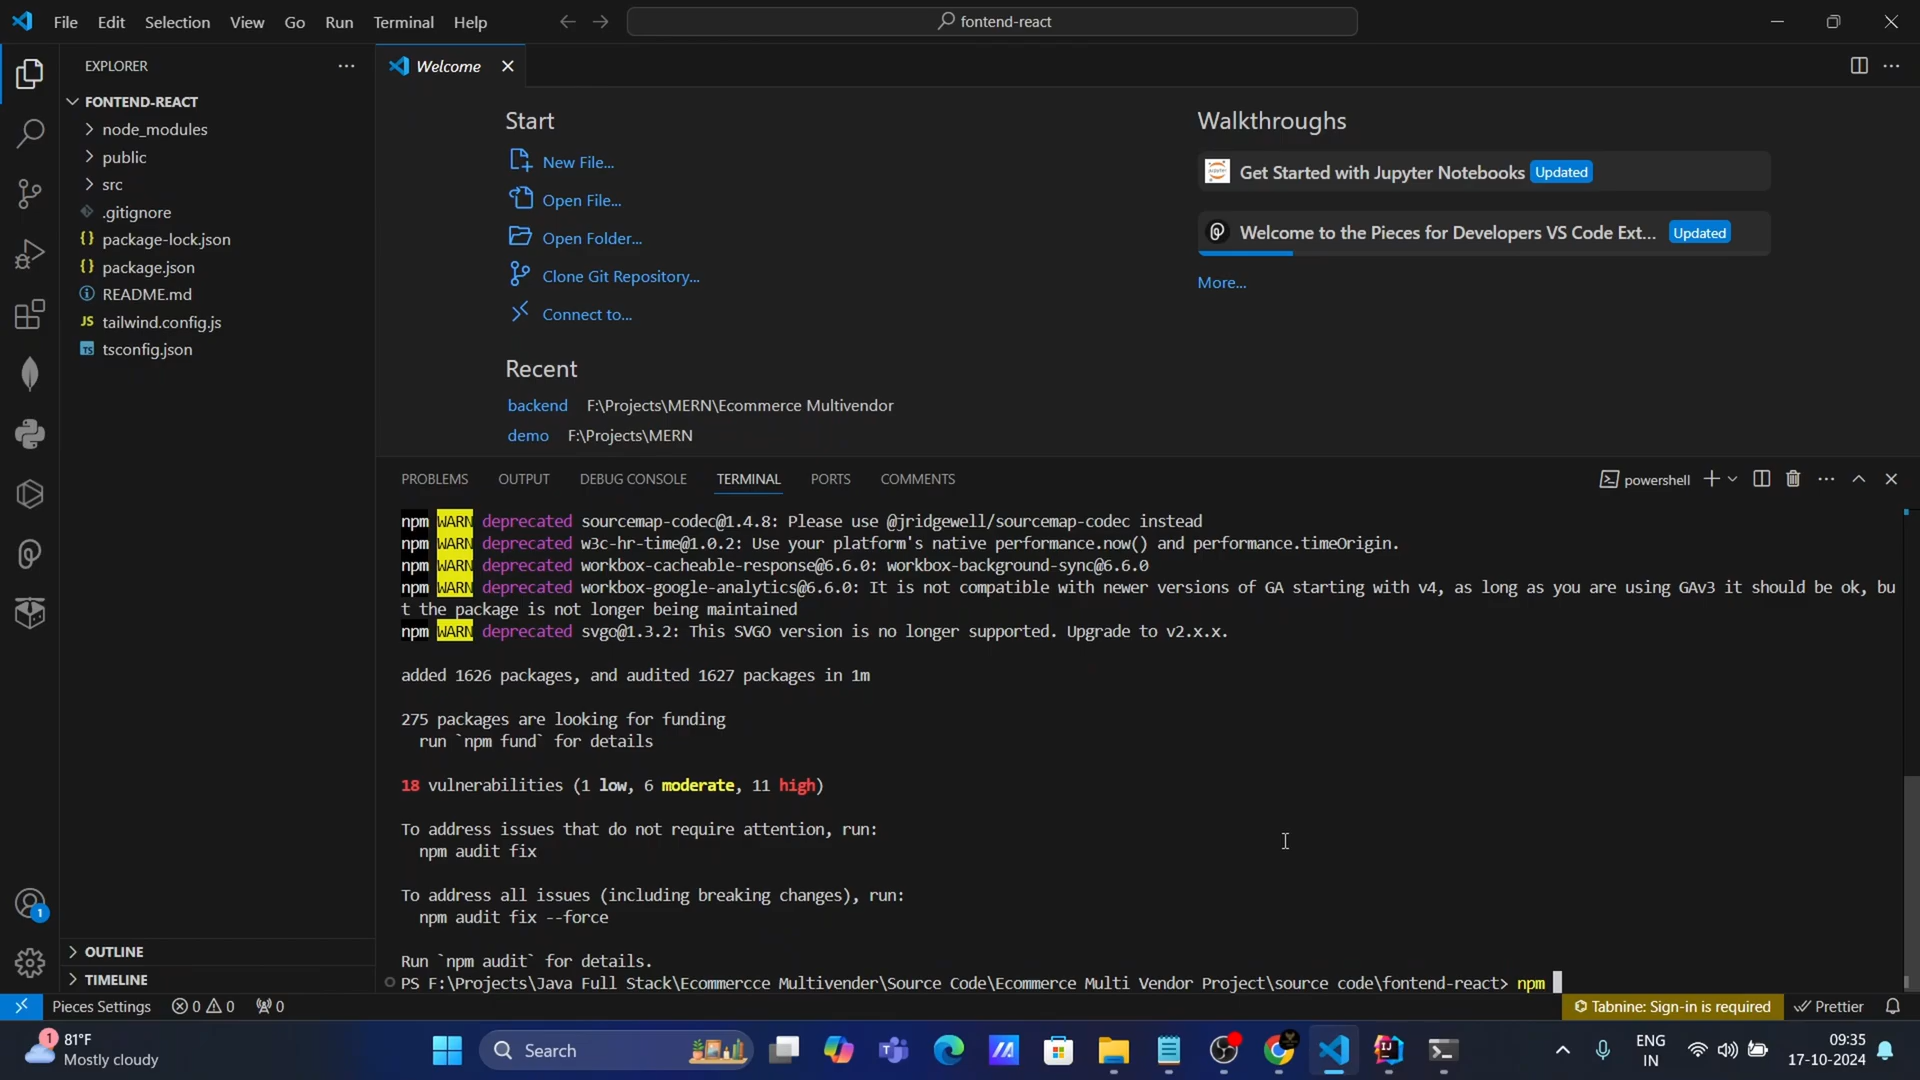 File Edit Selection View Go Run Terminal Help
fontend-react
EXPLORER
Welcome
FONTEND-REACT
node_modules
public
src
.gitignore
package-lock.json
package.json
README.md
tailwind.config.js
tsconfig.json
OUTLINE
TIMELINE
Start
New File...
Open File...
Open Folder...
Clone Git Repository...
Connect to...
Recent
backend F:\Projects\MERN\Ecommerce Multivendor
demo F:\Projects\MERN
Walkthroughs
Get Started with Jupyter Notebooks Updated
Welcome to the Pieces for Developers VS Code Ext... Updated
More...
PROBLEMS OUTPUT DEBUG CONSOLE TERMINAL PORTS COMMENTS
powershell
npm WARN deprecated sourcemap-codec@1.4.8: Please use @jridgewell/sourcemap-codec instead
npm WARN deprecated w3c-hr-time@1.0.2: Use your platform's native performance.now() and performance.timeOrigin.
npm WARN deprecated workbox-cacheable-response@6.6.0: workbox-background-sync@6.6.0
npm WARN deprecated workbox-google-analytics@6.6.0: It is not compatible with newer versions of GA starting with v4, as long as you are using GAv3 it should be ok, bu
t the package is not longer being maintained
npm WARN deprecated svgo@1.3.2: This SVGO version is no longer supported. Upgrade to v2.x.x.
added 1626 packages, and audited 1627 packages in 1m
275 packages are looking for funding
run `npm fund` for details
18 vulnerabilities (1 low, 6 moderate, 11 high)
To address issues that do not require attention, run:
npm audit fix
To address all issues (including breaking changes), run:
npm audit fix --force
Run `npm audit` for details.
PS F:\Projects\Java Full Stack\Ecommercce Multivender\Source Code\Ecommerce Multi Vendor Project\source code\fontend-react> npm
1
Pieces Settings 0 0 0
Tabnine: Sign-in is required Prettier
1 81°F
Mostly cloudy
Search
ENG
IN
09:35
17-10-2024